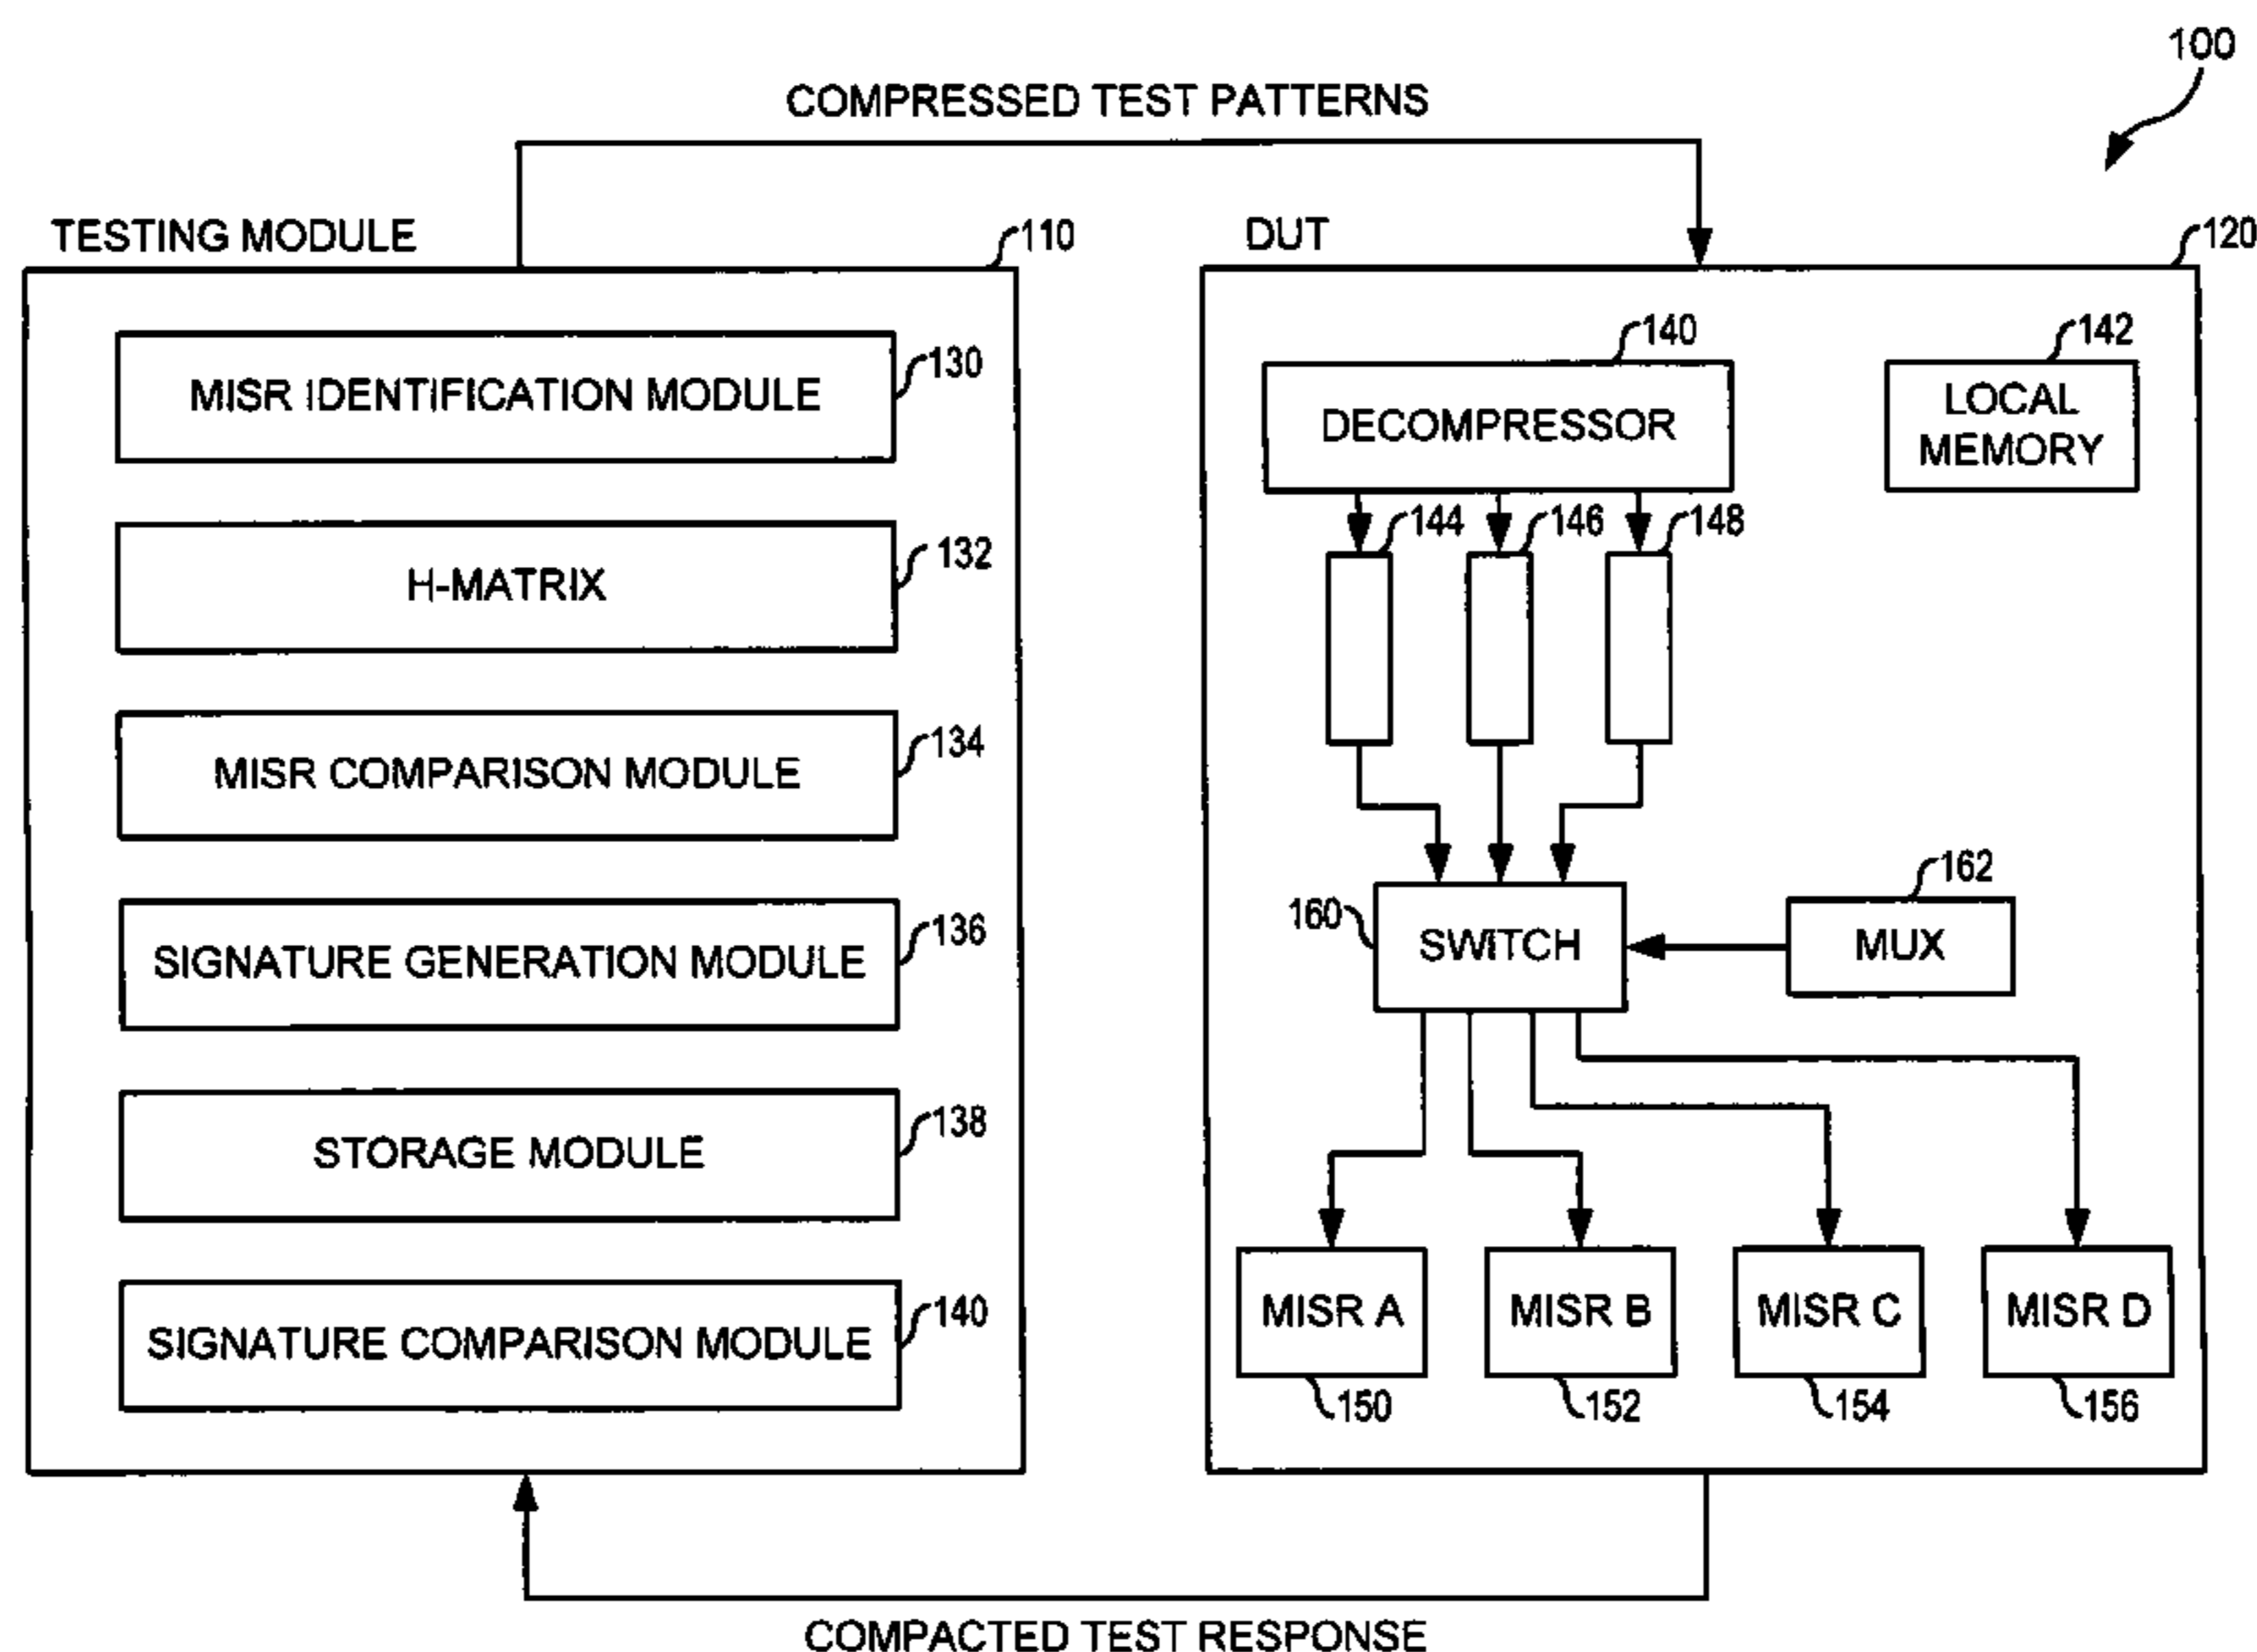 100
COMPRESSED TEST PATTERNS
TESTING MODULE
110
MISR IDENTIFICATION MODULE
130
H-MATRIX
132
MISR COMPARISON MODULE
134
SIGNATURE GENERATION MODULE
136
STORAGE MODULE
138
SIGNATURE COMPARISON MODULE
140
DUT
120
140
DECOMPRESSOR
142
LOCAL
MEMORY
144
146
148
160
SWITCH
162
MUX
MISR A
MISR B
MISR C
MISR D
150
152
154
156
COMPACTED TEST RESPONSE